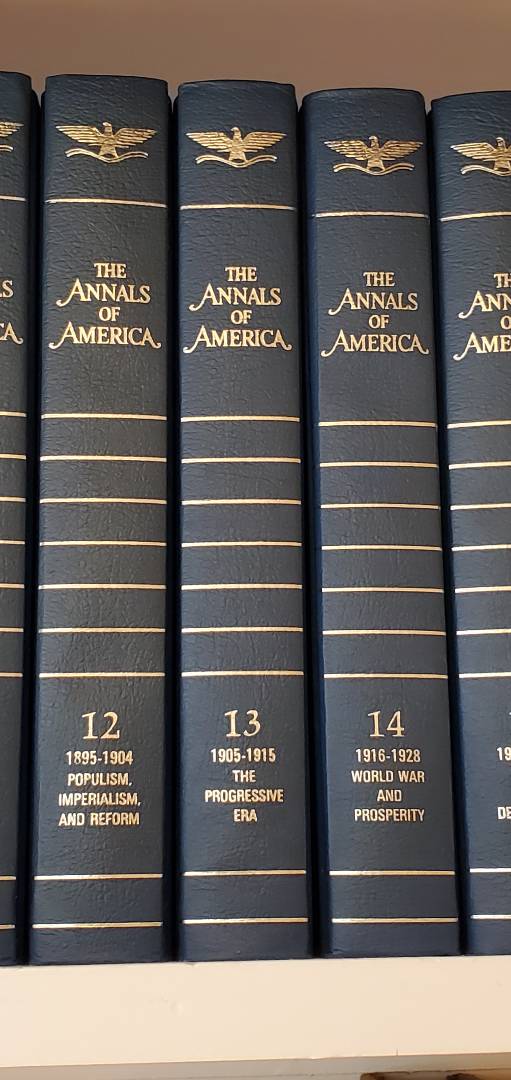 THE
ANNALS
OF
AMERICA
12
1895-1904
POPULISM,
IMPERIALISM,
AND REFORM
THE
ANNALS
OF
AMERICA
13
1905-1915
THE
PROGRESSIVE
ERA
THE
ANNALS
OF
AMERICA
14
1916-1928
WORLD WAR
AND
PROSPERITY